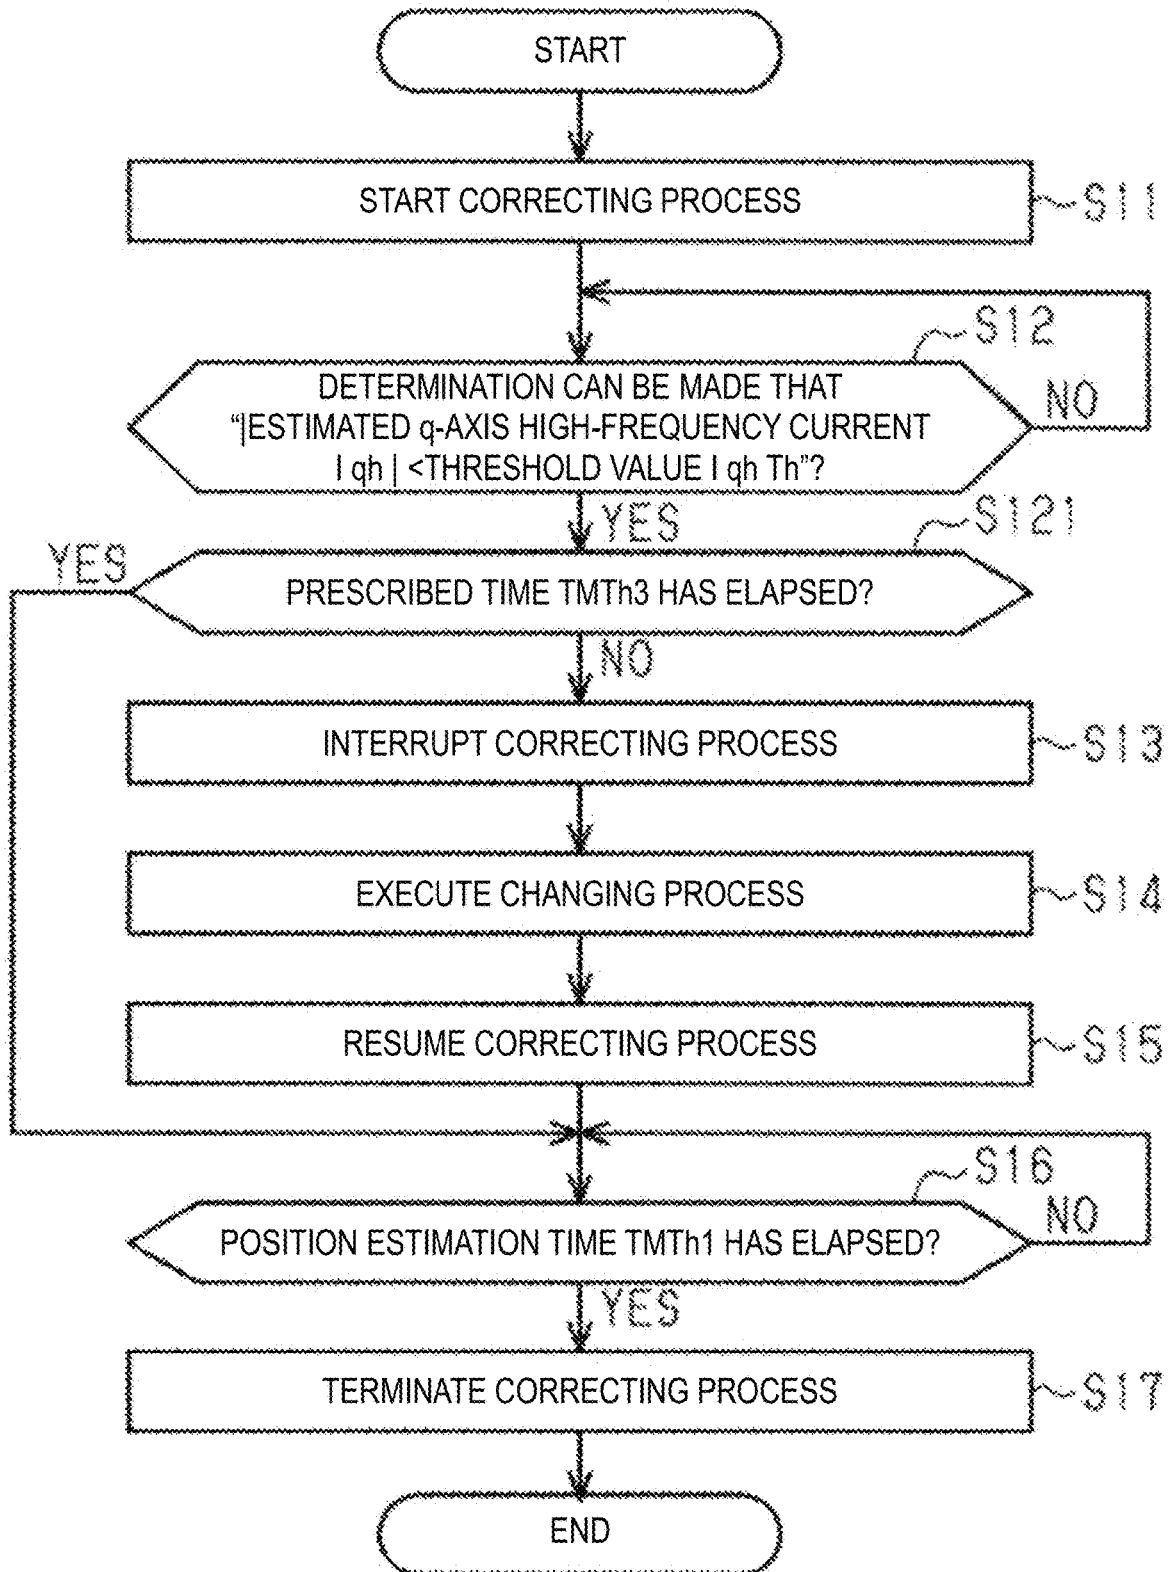 START
START CORRECTING PROCESS
S11
S12
DETERMINATION CAN BE MADE THAT
“|ESTIMATED q-AXIS HIGH-FREQUENCY CURRENT
I qh | <THRESHOLD VALUE I qh Th”?
NO
YES
S121
YES
PRESCRIBED TIME TMTh3 HAS ELAPSED?
NO
INTERRUPT CORRECTING PROCESS
S13
EXECUTE CHANGING PROCESS
S14
RESUME CORRECTING PROCESS
S15
S16
POSITION ESTIMATION TIME TMTh1 HAS ELAPSED?
NO
YES
TERMINATE CORRECTING PROCESS
S17
END